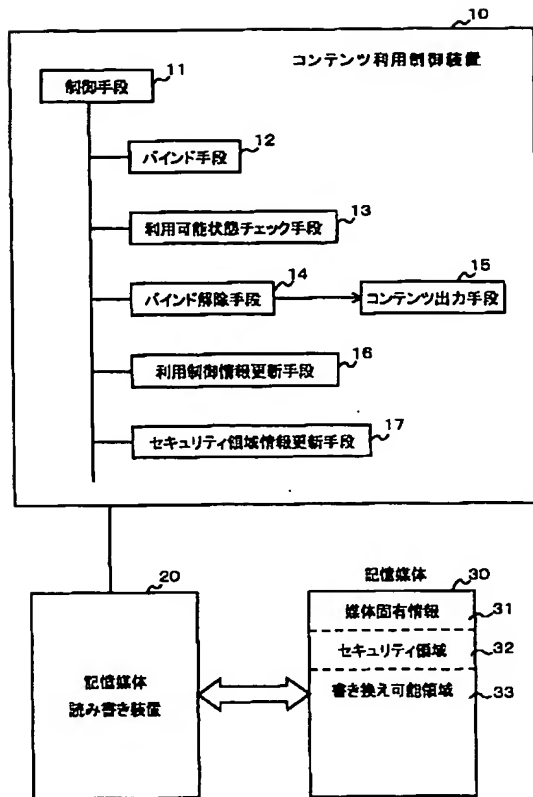 10
コンテンツ利用制御装置
11
制御手段
12
バインド手段
13
利用可能状態チェック手段
14
バインド解除手段
15
コンテンツ出力手段
16
利用制御情報更新手段
17
セキュリティ領域情報更新手段
20
記憶媒体
読み書き装置
記憶媒体
30
媒体固有情報
31
セキュリティ領域
32
書き換え可能領域
33